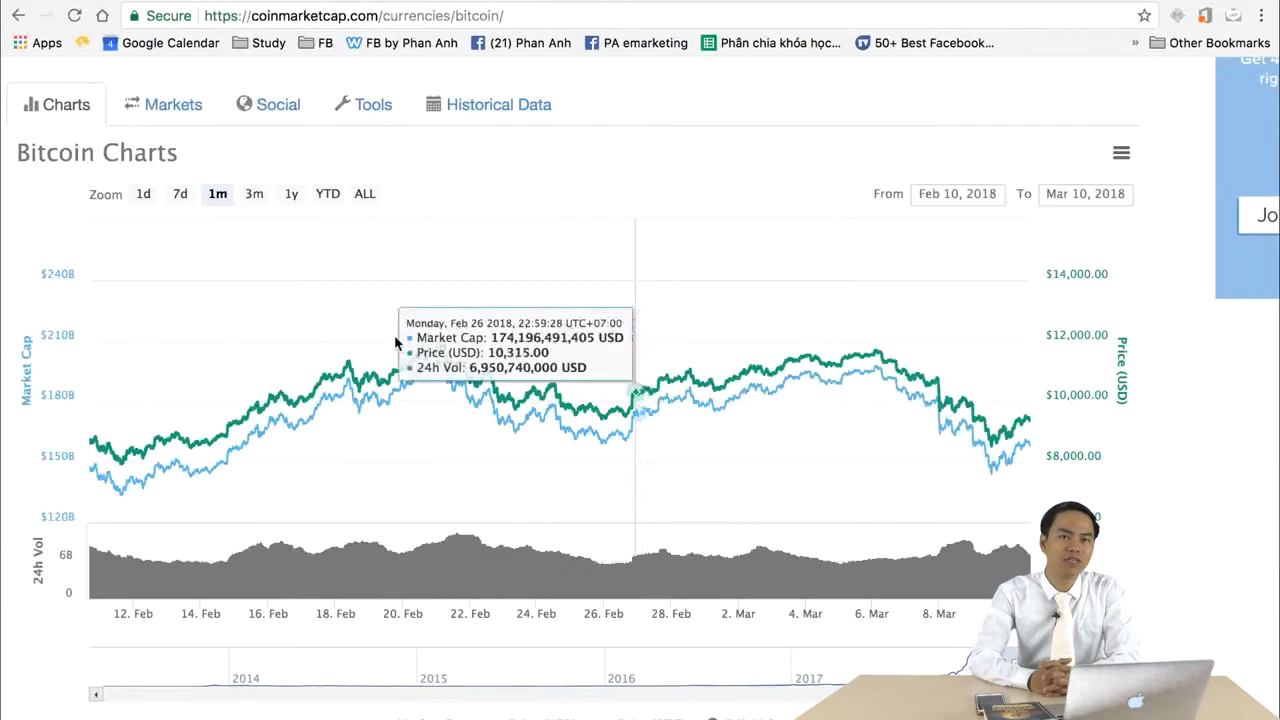 Secure https://coinmarketcap.com/currencies/bitcoin/
Apps 4 Google Calendar Study FB FB by Phan Anh (21) Phan Anh PA emarketing Phân chia khóa học... 50+ Best Facebook... » Other Bookmarks
Get 4
rig
Charts Markets Social Tools Historical Data
Bitcoin Charts
Zoom 1d 7d 1m 3m 1y YTD ALL From Feb 10, 2018 To Mar 10, 2018
Jo
$240B $14,000.00
Monday, Feb 26 2018, 22:59:28 UTC+07:00
$210B Market Cap: 174,196,491,405 USD $12,000.00
Price (USD): 10,315.00
24h Vol: 6,950,740,000 USD
Market Cap Price (USD)
$180B $10,000.00
$150B $8,000.00
$120B
24h Vol
6B
0
12. Feb 14. Feb 16. Feb 18. Feb 20. Feb 22. Feb 24. Feb 26. Feb 28. Feb 2. Mar 4. Mar 6. Mar 8. Mar
2014 2015 2016 2017